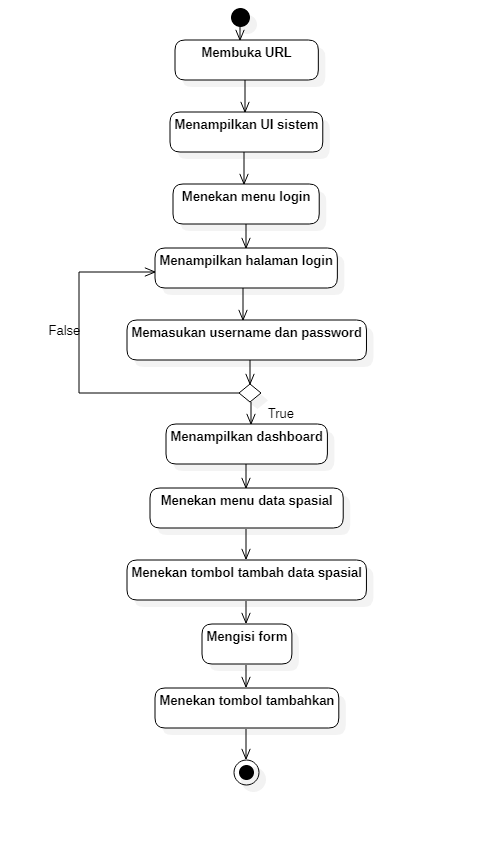 Membuka URL
Menampilkan UI sistem
Menekan menu login
Menampilkan halaman login
False
Memasukan username dan password
True
Menampilkan dashboard
Menekan menu data spasial
Menekan tombol tambah data spasial
Mengisi form
Menekan tombol tambahkan